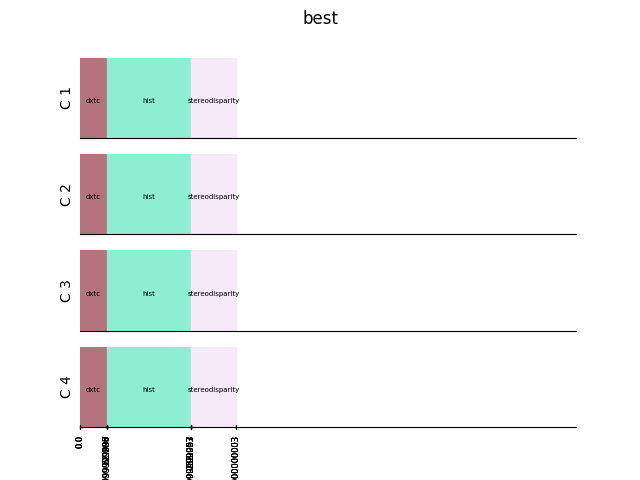 best
C 1
dxtc
hist
stereodisparity
C 2
dxtc
hist
stereodisparity
C 3
dxtc
hist
stereodisparity
C 4
dxtc
hist
stereodisparity
0.0